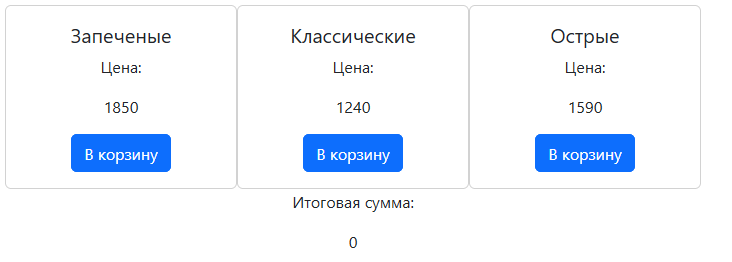 Запеченые
Цена:
1850
В корзину
Классические
Цена:
1240
В корзину
Острые
Цена:
1590
В корзину
Итоговая сумма:
0